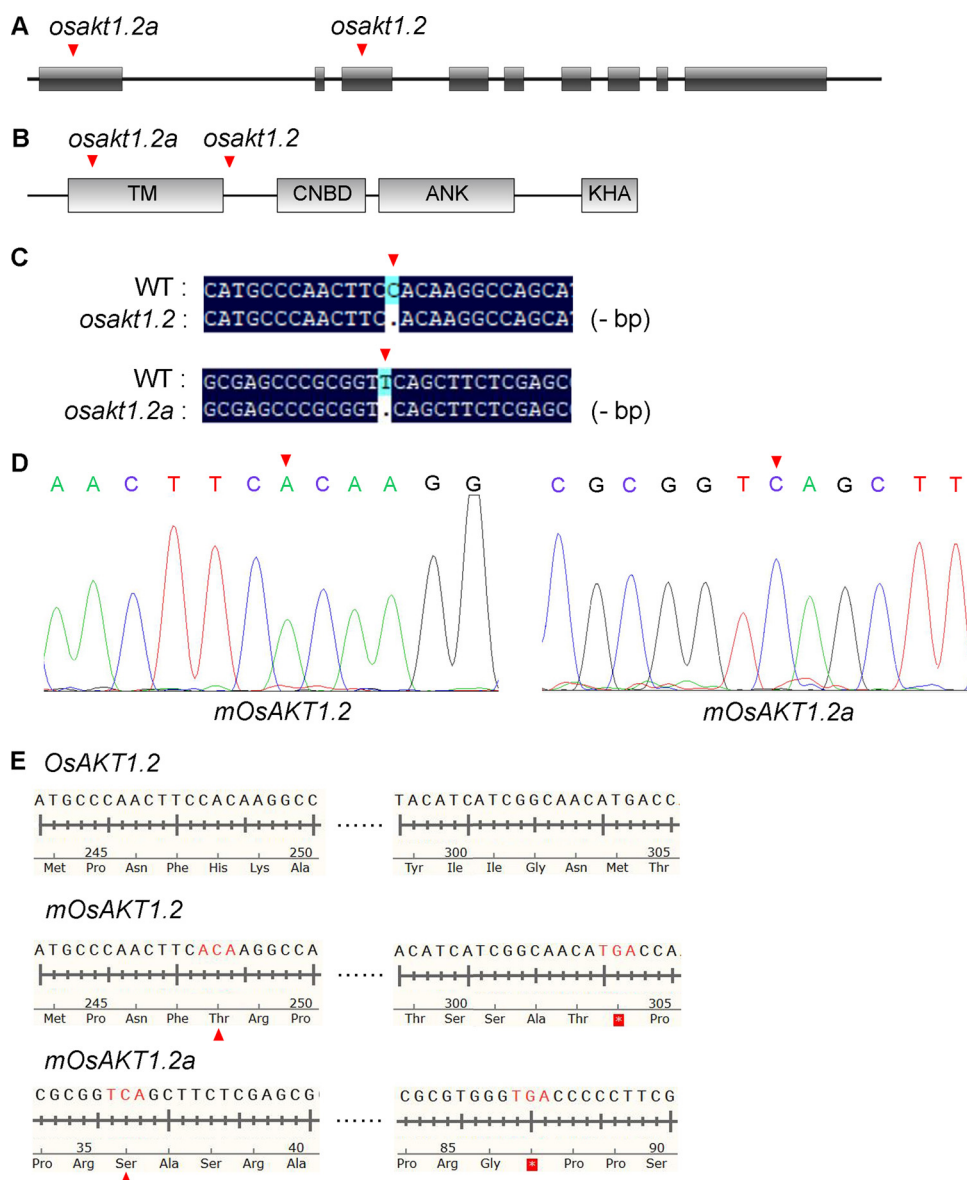 A
osakt1.2a osakt1.2
B
osakt1.2a osakt1.2
TM CNBD ANK KHA
C
WT : CATGCCCAACTTCCACAAGGCCAGCAT
osakt1.2 : CATGCCCAACTTC.ACAAGGCCAGCAT (- bp)
WT : GCGAGCCCGCGGTTCAGCTTCTCGAGCC
osakt1.2a : GCGAGCCCGCGGT.CAGCTTCTCGAGCC (- bp)
D
A A C T T C A C A A G G C G C G G T C A G C T T
mOsAKT1.2 mOsAKT1.2a
E OsAKT1.2
ATGCCCAACTTCCACAAGGCC ...... TACATCATCGGCAACATGACC
245 250 300 305
Met Pro Asn Phe His Lys Ala Tyr Ile Ile Gly Asn Met Thr
mOsAKT1.2
ATGCCCAACTTCACAAGGCCA ...... ACATCATCGGCAACATGACCA
245 250 300 305
Met Pro Asn Phe Thr Arg Pro Thr Ser Ser Ala Thr * Pro
mOsAKT1.2a
CGCGGTCAGCTTCTCGAGCG ...... CGCGTGGGTGACCCCCTTCG
35 40 85 90
Pro Arg Ser Ala Ser Arg Ala Pro Arg Gly * Pro Pro Ser